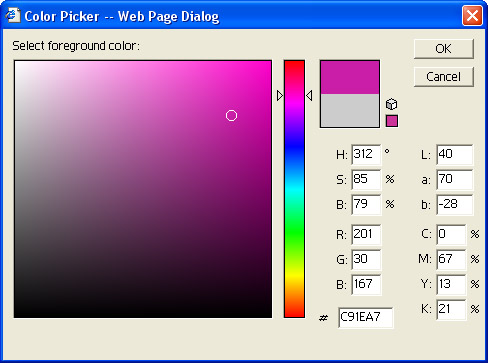 Color Picker -- Web Page Dialog
Select foreground color:
OK
Cancel
H: 312 °
S: 85 %
B: 79 %
L: 40
a: 70
b: -28
R: 201
G: 30
B: 167
C: 0 %
M: 67 %
Y: 13 %
K: 21 %
# C91EA7